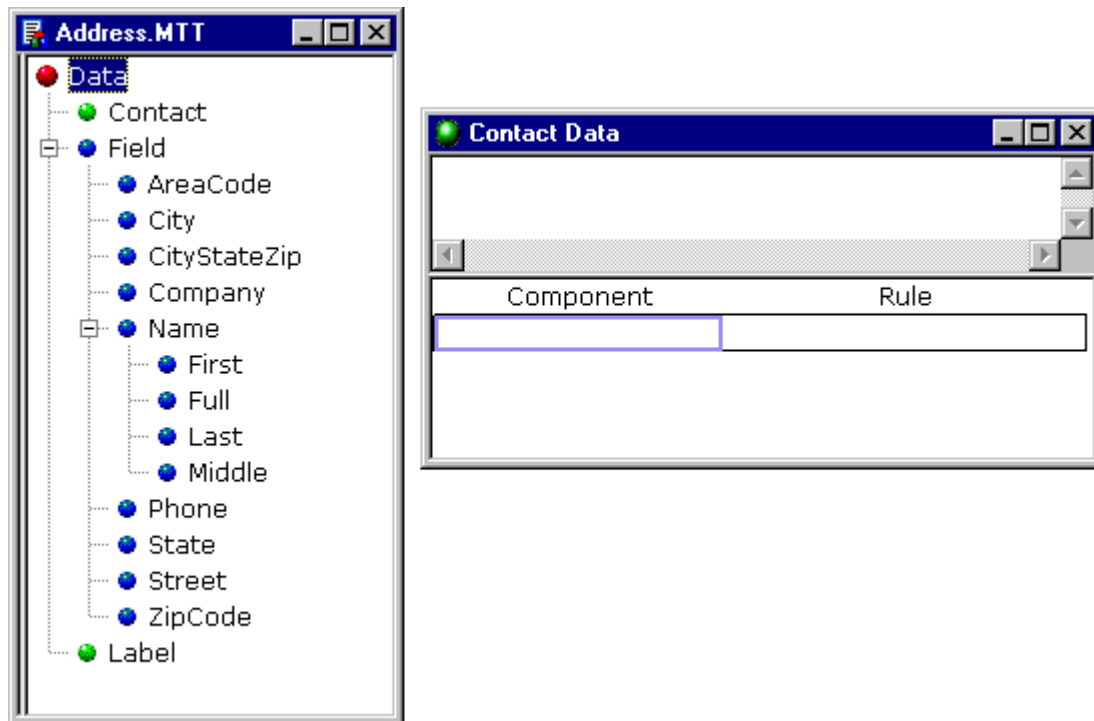 Address.MTT
Data
Contact
Field
AreaCode
City
CityStateZip
Company
Name
First
Full
Last
Middle
Phone
State
Street
ZipCode
Label
Contact Data
Component Rule